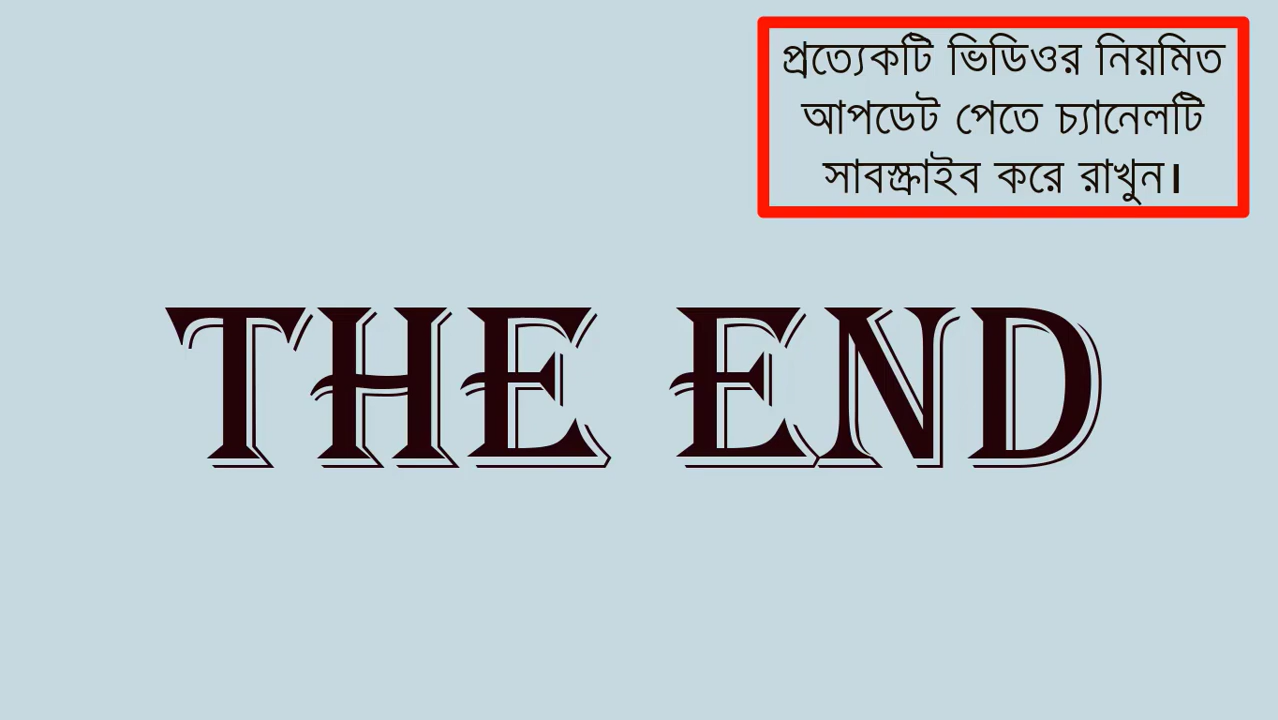 প্রত্যেকটি ভিডিওর নিয়মিত
আপডেট পেতে চ্যানেলটি
সাবস্ক্রাইব করে রাখুন।
THE END